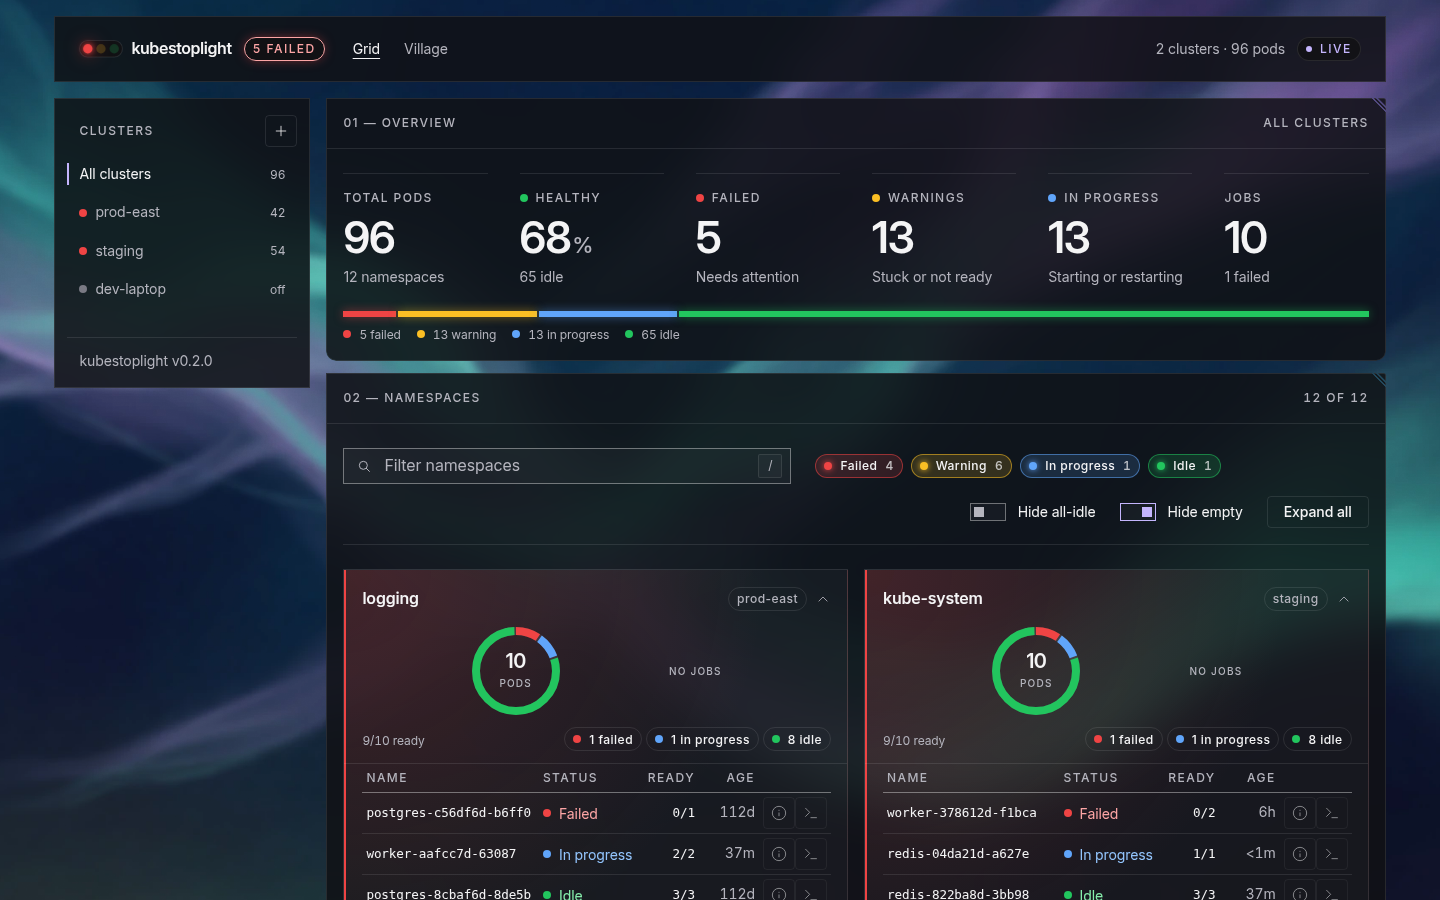 kubestoplight 5 FAILED Grid Village 2 clusters · 96 pods LIVE
CLUSTERS +
All clusters 96
prod-east 42
staging 54
dev-laptop off
kubestoplight v0.2.0
01 — OVERVIEW ALL CLUSTERS
TOTAL PODS HEALTHY FAILED WARNINGS IN PROGRESS JOBS
96 68% 5 13 13 10
12 namespaces 65 idle Needs attention Stuck or not ready Starting or restarting 1 failed
5 failed 13 warning 13 in progress 65 idle
02 — NAMESPACES 12 OF 12
Filter namespaces / Failed 4 Warning 6 In progress 1 Idle 1
Hide all-idle Hide empty Expand all
logging prod-east
10
PODS
NO JOBS
9/10 ready 1 failed 1 in progress 8 idle
NAME STATUS READY AGE
postgres-c56df6d-b6ff0 Failed 0/1 112d
worker-aafcc7d-63087 In progress 2/2 37m
postgres-8cbaf6d-8de5b Idle 3/3 112d
kube-system staging
10
PODS
NO JOBS
9/10 ready 1 failed 1 in progress 8 idle
NAME STATUS READY AGE
worker-378612d-f1bca Failed 0/2 6h
redis-04da21d-a627e In progress 1/1 <1m
redis-822ba8d-3bb98 Idle 3/3 37m